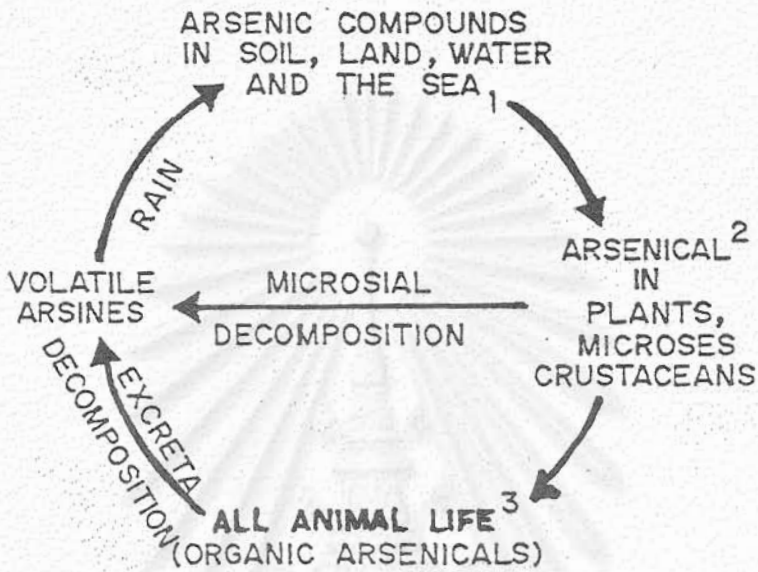 ARSENIC COMPOUNDS
IN SOIL, LAND, WATER
AND THE SEA 1
RAIN
ARSENICAL 2
IN
PLANTS,
MICROSES
CRUSTACEANS
VOLATILE
ARSINES
MICROSIAL
DECOMPOSITION
EXCRETA
DECOMPOSITION
ALL ANIMAL LIFE 3
(ORGANIC ARSENICALS)